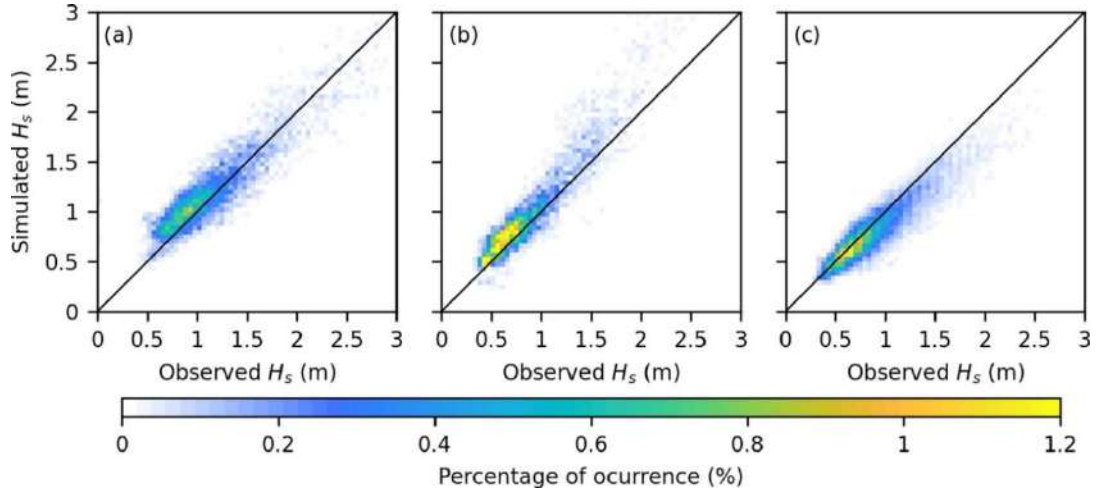 (a)
(b)
(c)
Simulated Hs (m)
3
2.5
2
1.5
1
0.5
0
0 0.5 1 1.5 2 2.5 3
0 0.5 1 1.5 2 2.5 3
0 0.5 1 1.5 2 2.5 3
Observed Hs (m)
Observed Hs (m)
Observed Hs (m)
0 0.2 0.4 0.6 0.8 1 1.2
Percentage of ocurrence (%)